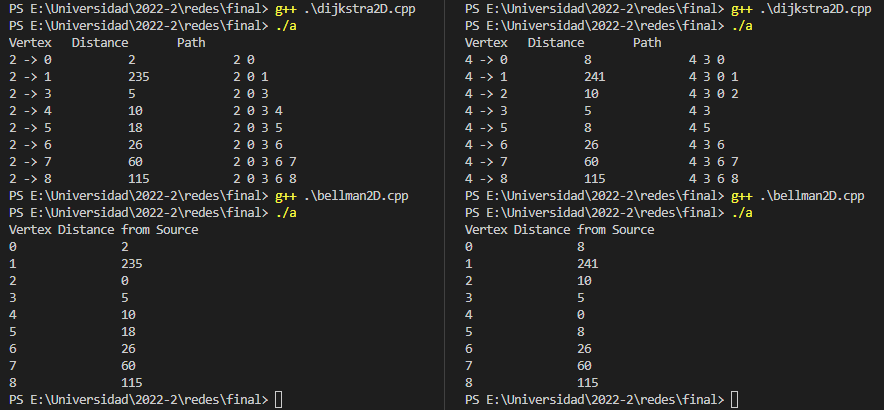 PS E:\Universidad\2022-2\redes\final> g++ .\dijkstra2D.cpp
PS E:\Universidad\2022-2\redes\final> ./a
Vertex Distance Path
2 -> 0 2 2 0
2 -> 1 235 2 0 1
2 -> 3 5 2 0 3
2 -> 4 10 2 0 3 4
2 -> 5 18 2 0 3 5
2 -> 6 26 2 0 3 6
2 -> 7 60 2 0 3 6 7
2 -> 8 115 2 0 3 6 8
PS E:\Universidad\2022-2\redes\final> g++ .\bellman2D.cpp
PS E:\Universidad\2022-2\redes\final> ./a
Vertex Distance from Source
0 2
1 235
2 0
3 5
4 10
5 18
6 26
7 60
8 115
PS E:\Universidad\2022-2\redes\final>
PS E:\Universidad\2022-2\redes\final> g++ .\dijkstra2D.cpp
PS E:\Universidad\2022-2\redes\final> ./a
Vertex Distance Path
4 -> 0 8 4 3 0
4 -> 1 241 4 3 0 1
4 -> 2 10 4 3 0 2
4 -> 3 5 4 3
4 -> 5 8 4 5
4 -> 6 26 4 3 6
4 -> 7 60 4 3 6 7
4 -> 8 115 4 3 6 8
PS E:\Universidad\2022-2\redes\final> g++ .\bellman2D.cpp
PS E:\Universidad\2022-2\redes\final> ./a
Vertex Distance from Source
0 8
1 241
2 10
3 5
4 0
5 8
6 26
7 60
8 115
PS E:\Universidad\2022-2\redes\final>